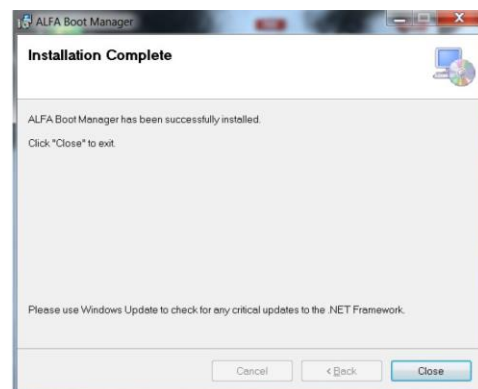 ALFA Boot Manager
Installation Complete
ALFA Boot Manager has been successfully installed.
Click "Close" to exit.
Please use Windows Update to check for any critical updates to the .NET Framework.
Cancel
< Back
Close